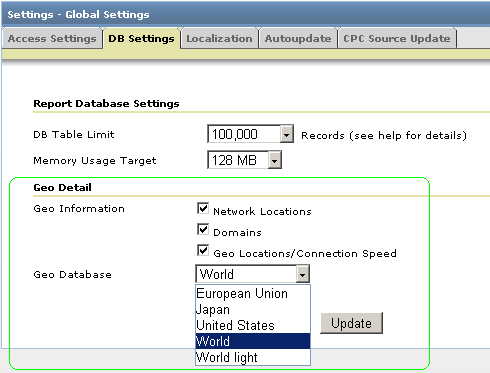 Settings - Global Settings
Access Settings DB Settings Localization Autoupdate CPC Source Update
Report Database Settings
DB Table Limit 100,000 Records (see help for details)
Memory Usage Target 128 MB
Geo Detail
Geo Information Network Locations
Domains
Geo Locations/Connection Speed
Geo Database World
European Union
Japan
United States
World
World light
Update